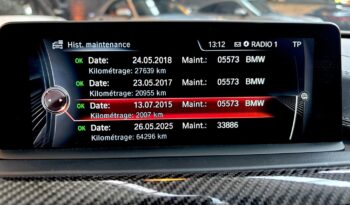 Hist. maintenance 13:12 RADIO 1 TP
OK Date: 24.05.2018 Maint.: 05573 BMW
Kilométrage: 27639 km
OK Date: 23.05.2017 Maint.: 05573 BMW
Kilométrage: 20955 km
OK Date: 13.07.2015 Maint.: 05573 BMW
Kilométrage: 2007 km
OK Date: 26.05.2025 Maint.: 33886
Kilométrage: 64296 km